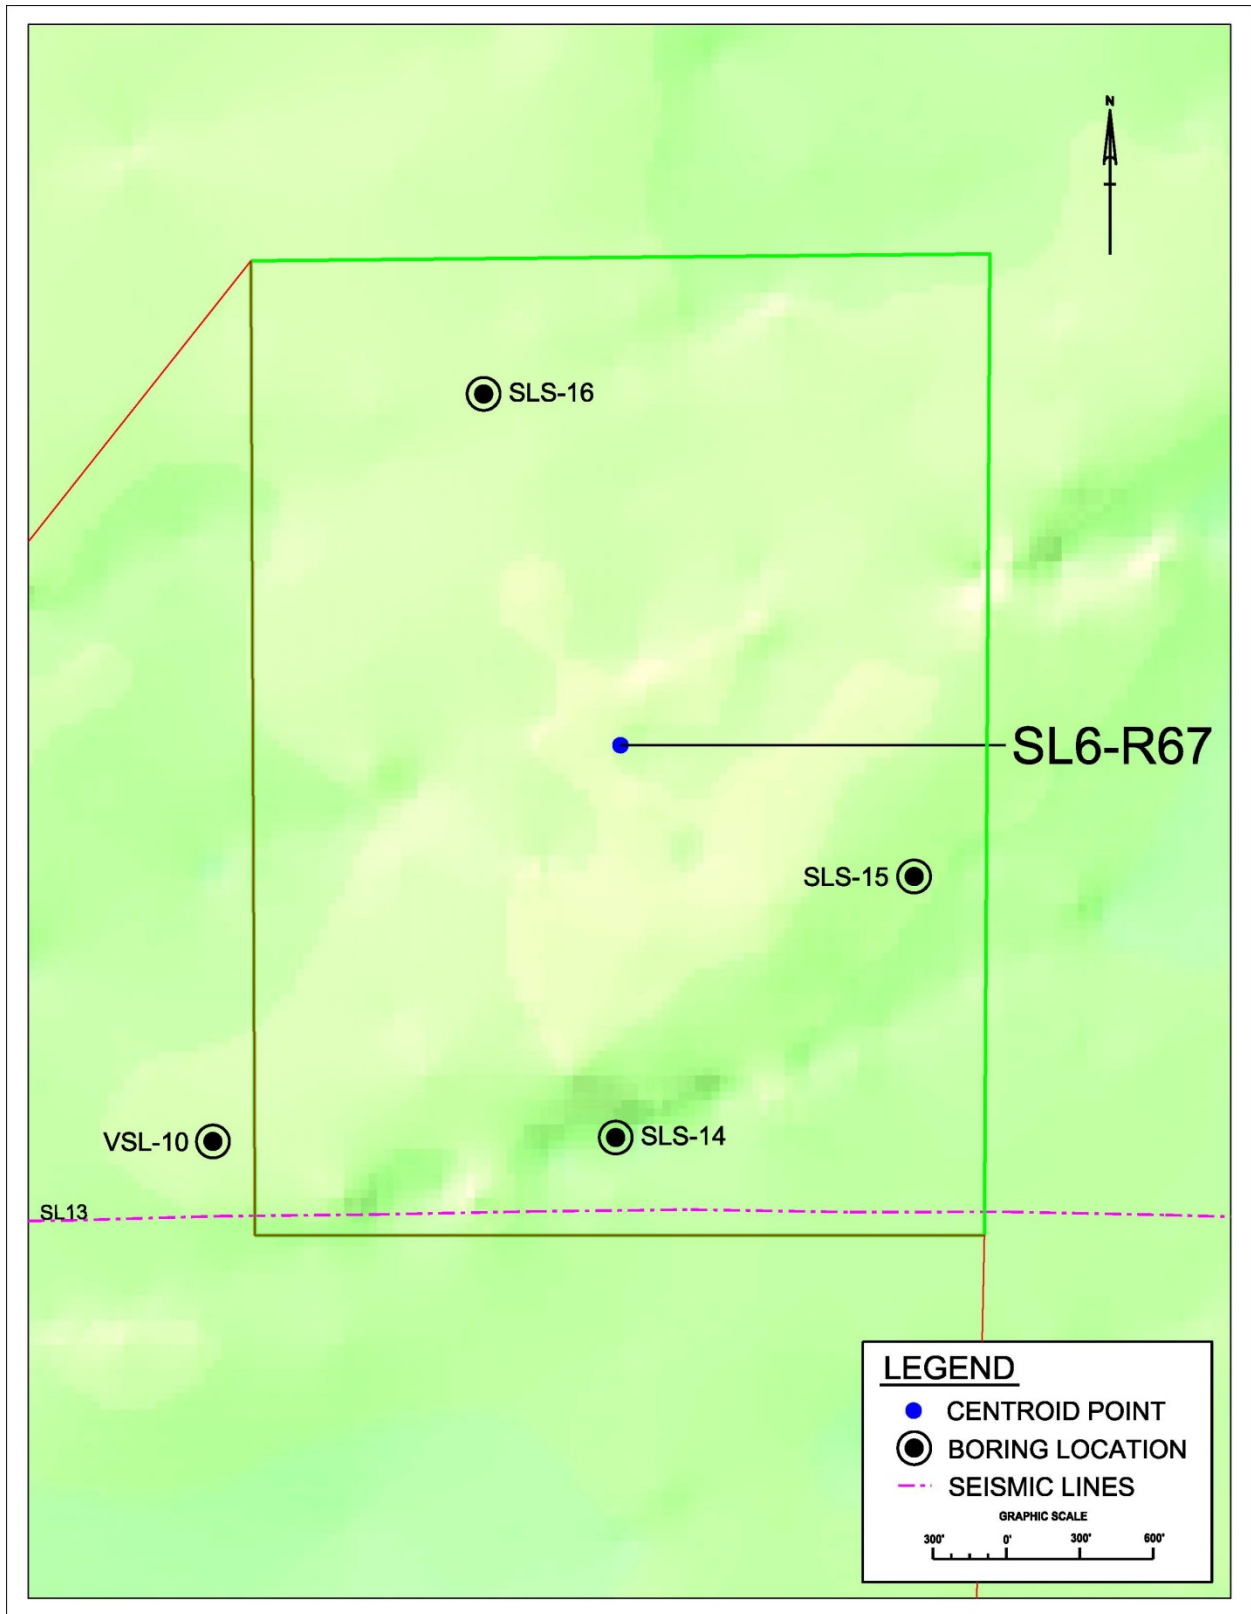 N
SLS-16
SL6-R67
SLS-15
VSL-10
SLS-14
SL13
LEGEND
CENTROID POINT
BORING LOCATION
SEISMIC LINES
GRAPHIC SCALE
300' 0' 300' 600'